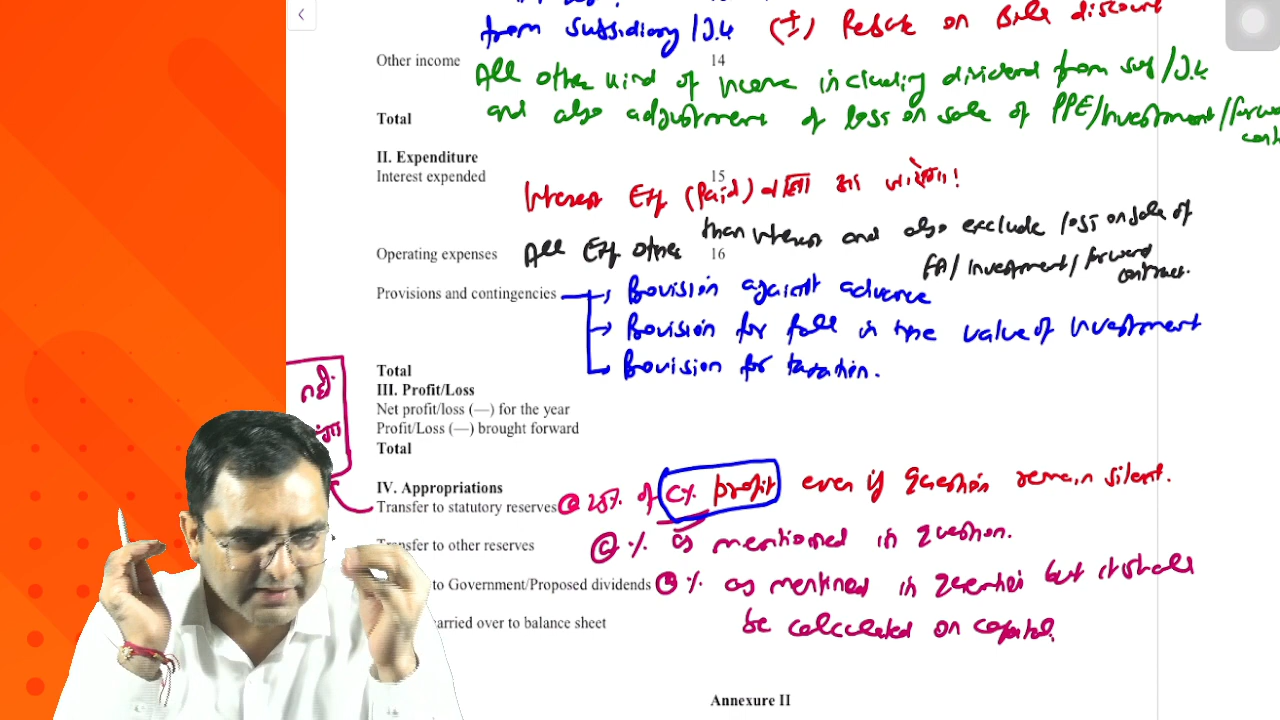 from subsidiary / J.V (±) Rebate on Bill discount
Other income 14 All other kind of income including dividend from sub / J.V
Total and also adjustment of loss on sale of PPE/Investment/forward
II. Expenditure
Interest expended 15 Interest Exp (Paid)
Operating expenses 16 All Exp other than interest and also exclude loss on sale of
FA/ Investment/ forward
contract.
Provisions and contingencies → Provision against advance
→ Provision for fall in the value of Investment
→ Provision for taxation.
Total
III. Profit/Loss
नही
Net profit/loss (—) for the year
Profit/Loss (—) brought forward
Total
IV. Appropriations
Transfer to statutory reserves @ 25% of CY. profit even if question remain silent.
Transfer to other reserves @ % as mentioned in question.
to Government/Proposed dividends @ % as mentioned in question but it shall
be calculated on capital.
carried over to balance sheet
Annexure II